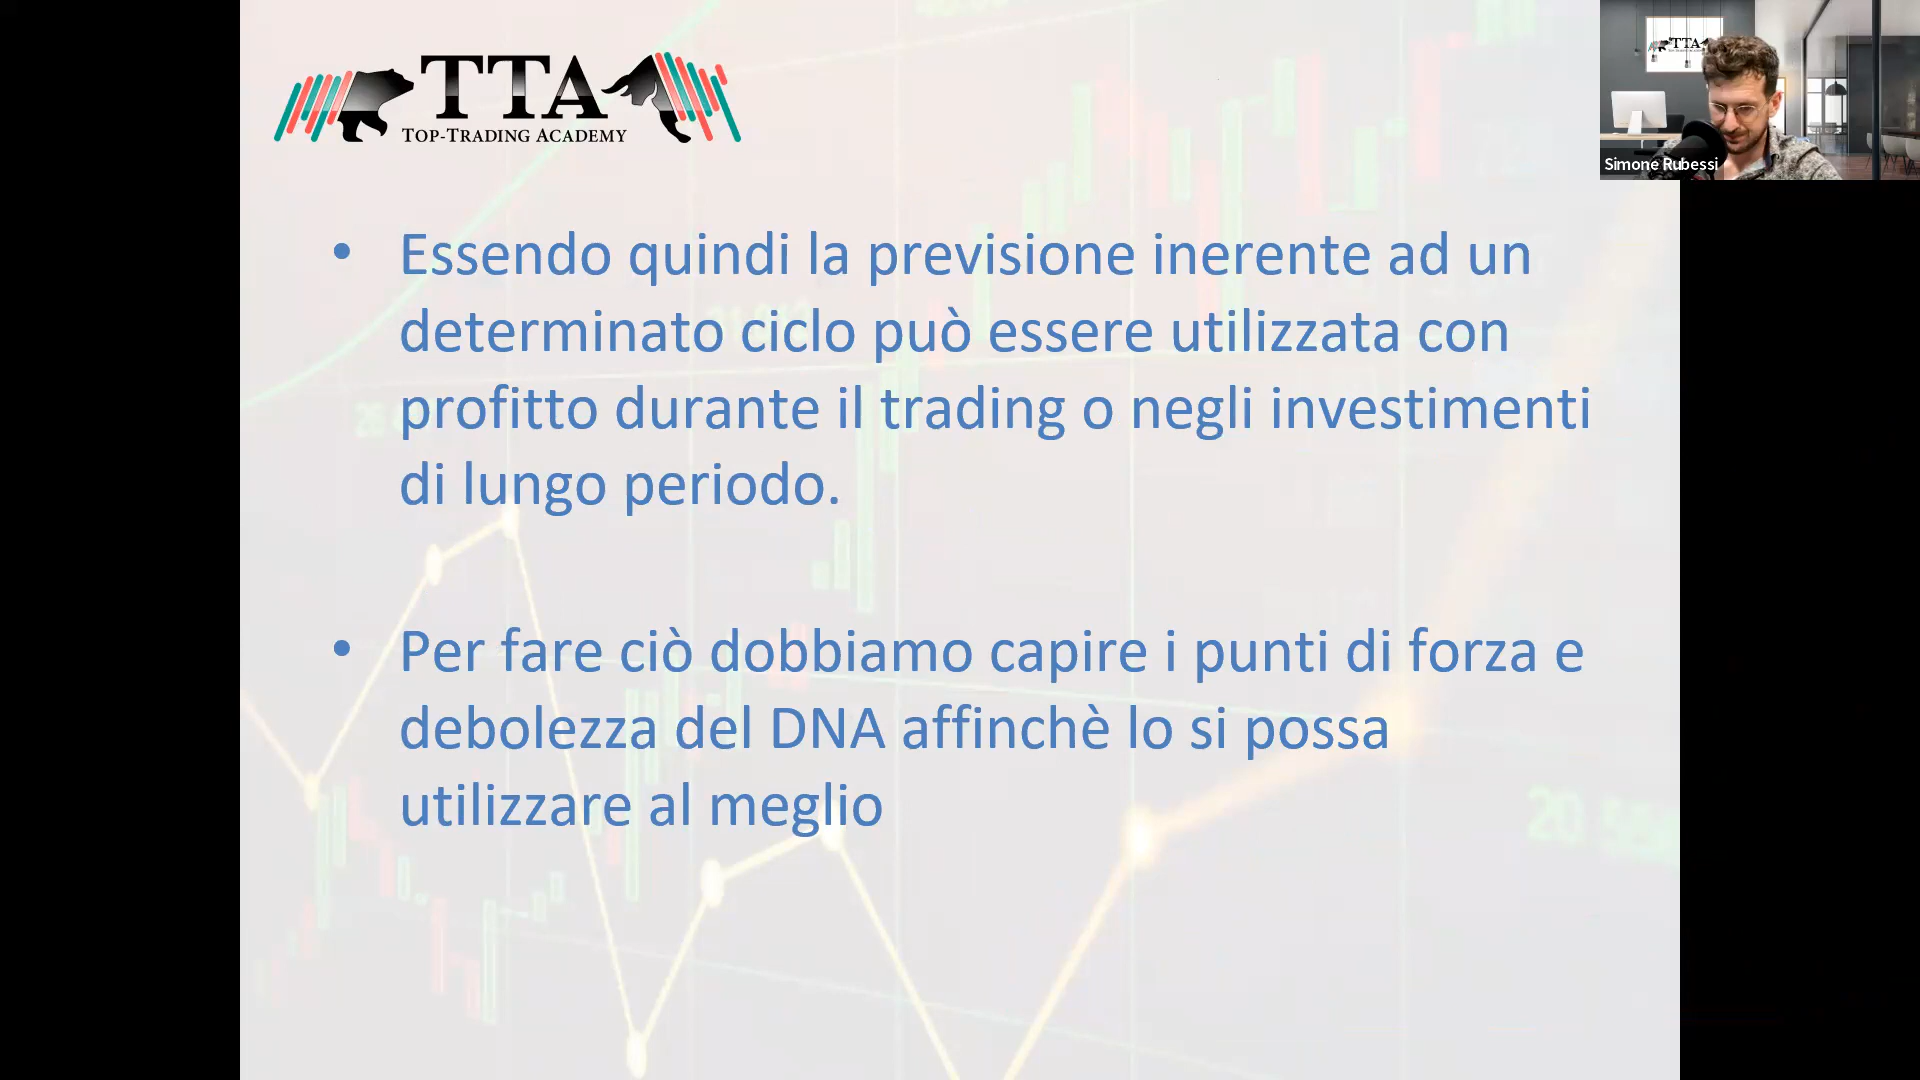 TTA
TOP-TRADING ACADEMY
TTA
Simone Rubessi
• Essendo quindi la previsione inerente ad un
determinato ciclo può essere utilizzata con
profitto durante il trading o negli investimenti
di lungo periodo.
• Per fare ciò dobbiamo capire i punti di forza e
debolezza del DNA affinchè lo si possa
utilizzare al meglio